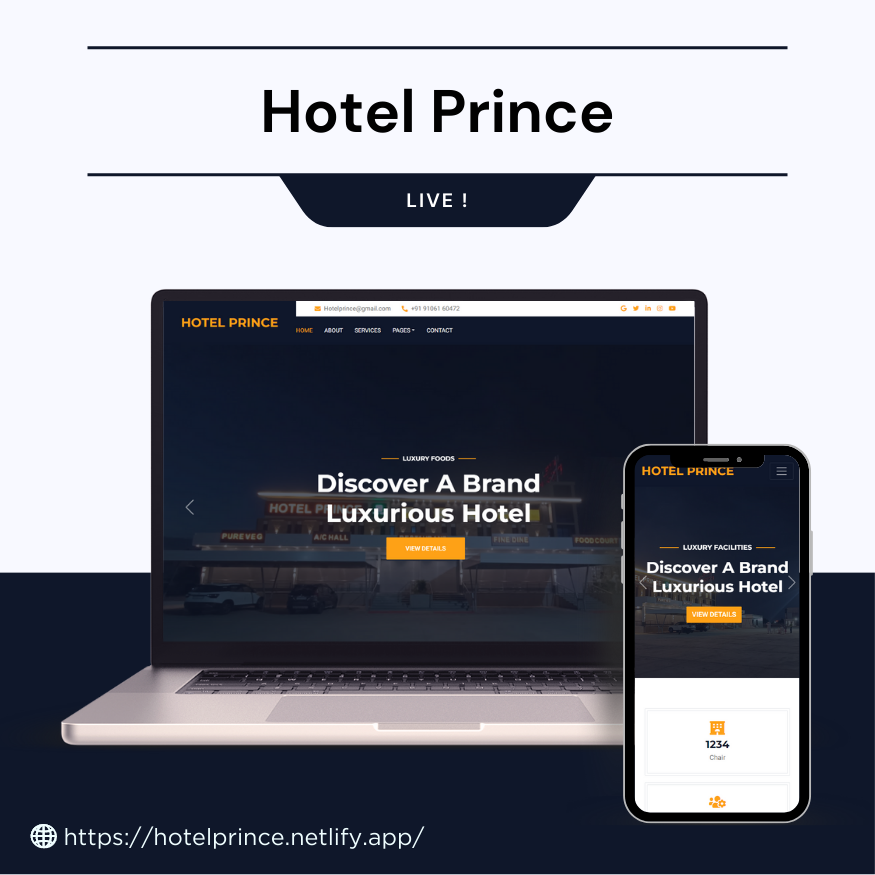 Hotel Prince
LIVE !
Hotelprince@gmail.com +91 91061 60472
HOTEL PRINCE
HOME ABOUT SERVICES PAGES CONTACT
LUXURY FOODS
Discover A Brand
Luxurious Hotel
HOTEL PRINCE
PURE VEG A/C HALL FINE DINE FOOD COURT
VIEW DETAILS
HOTEL PRINCE
LUXURY FACILITIES
Discover A Brand
Luxurious Hotel
VIEW DETAILS
1234
Chair
https://hotelprince.netlify.app/